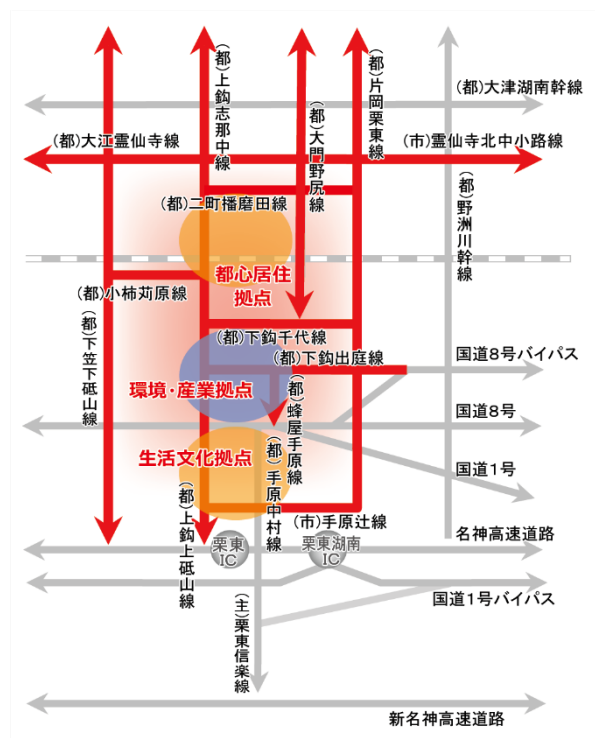 (都)上鈎志那中線
(都)片岡栗東線
(都)大津湖南幹線
(都)大門野尻線
(都)大江霊仙寺線
(市)霊仙寺北中小路線
(都)野洲川幹線
(都)二町播磨田線
都心居住
拠点
(都)小柿苅原線
(都)下笠下砥山線
(都)下鈎千代線
(都)下鈎出庭線
国道8号バイパス
環境・産業拠点
(都)蜂屋手原線
国道8号
生活文化拠点
(都)手原中村線
国道1号
(都)上鈎上砥山線
(市)手原辻線
名神高速道路
栗東
IC
栗東湖南
IC
国道1号バイパス
(主)栗東信楽線
新名神高速道路